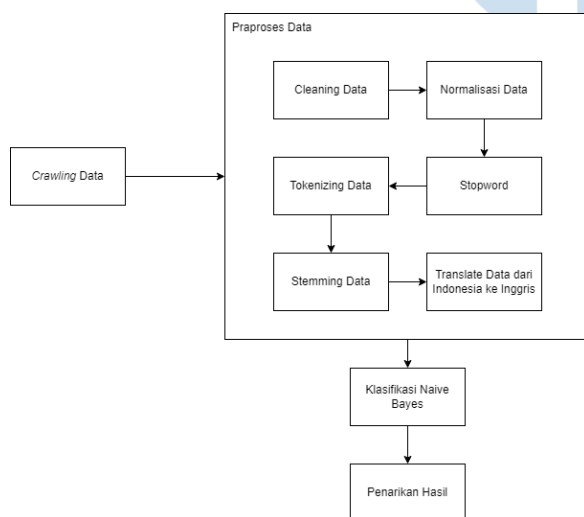 Praproses Data
Cleaning Data
Normalisasi Data
Crawling Data
Tokenizing Data
Stopword
Stemming Data
Translate Data dari
Indonesia ke Inggris
Klasifikasi Naive
Bayes
Penarikan Hasil